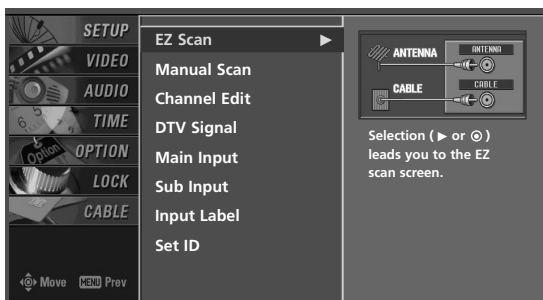 SETUP
VIDEO
AUDIO
TIME
OPTION
LOCK
CABLE
Move MENU Prev
EZ Scan ▶
Manual Scan
Channel Edit
DTV Signal
Main Input
Sub Input
Input Label
Set ID
ANTENNA
ANTENNA
CABLE
CABLE
Selection ( ▶ or ⊙ )
leads you to the EZ
scan screen.